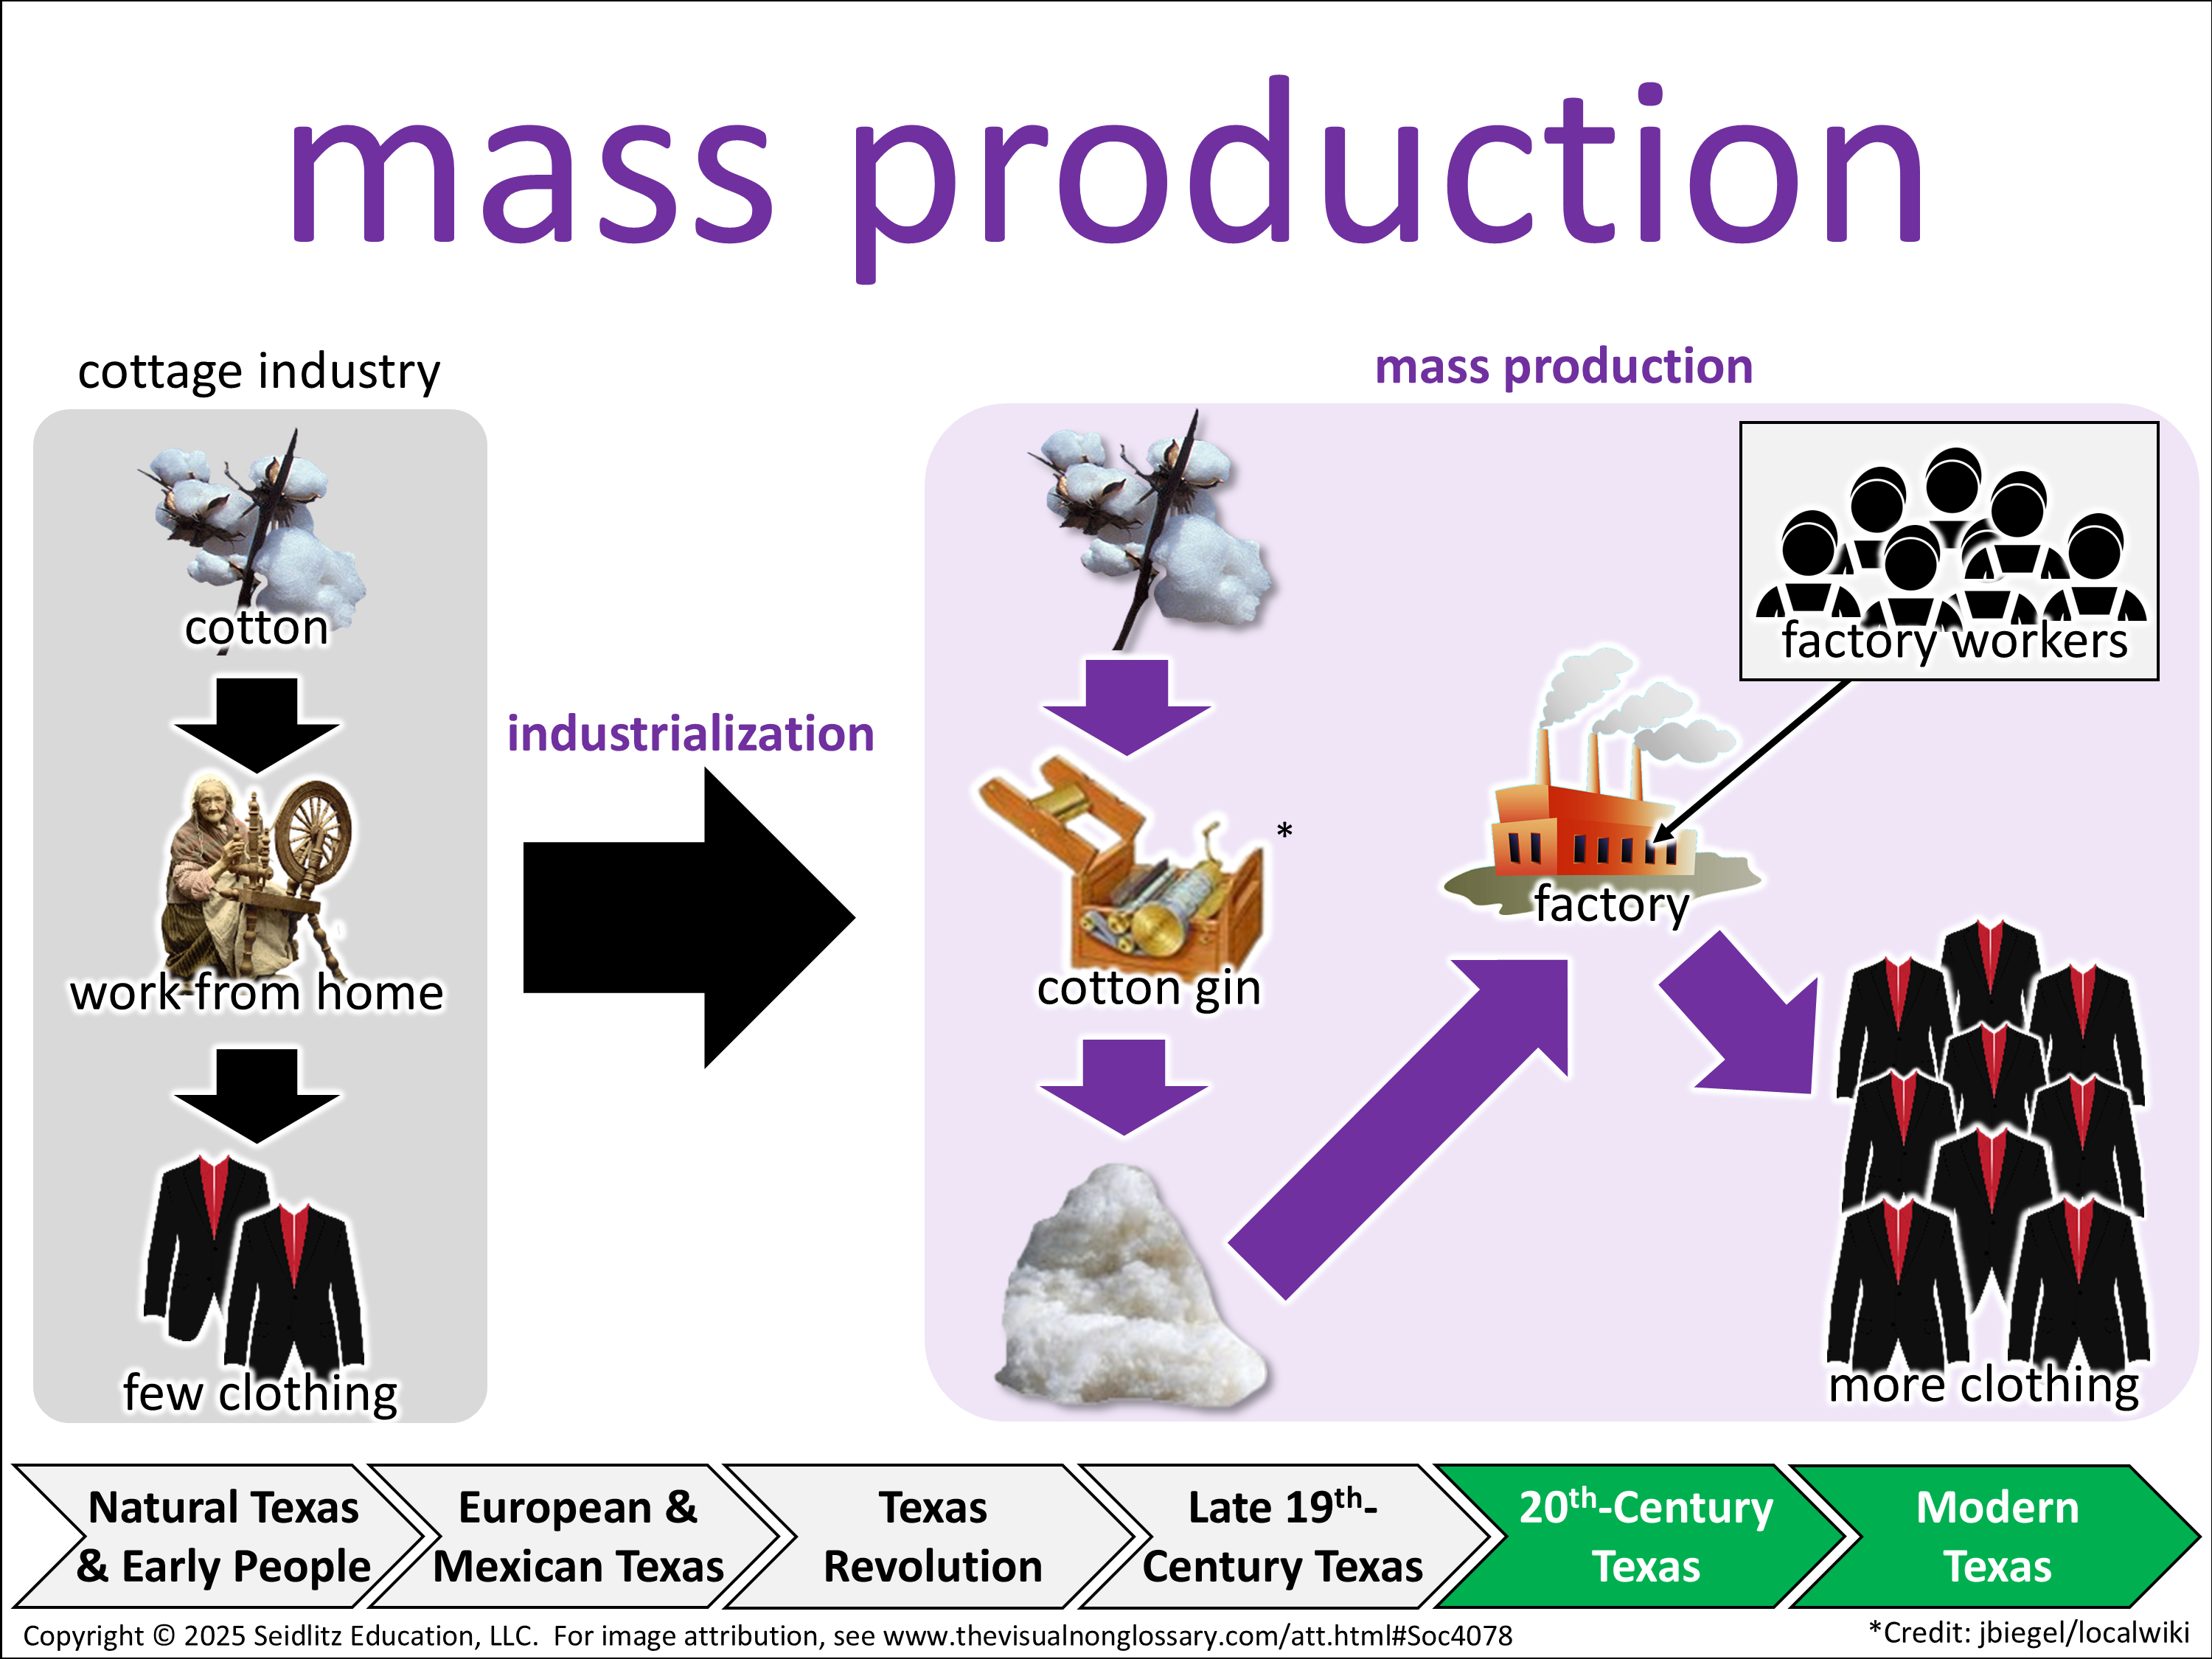 mass production
cottage industry
cotton
work from home
few clothing
industrialization
mass production
factory workers
*
cotton gin
factory
more clothing
Natural Texas
& Early People
European &
Mexican Texas
Texas
Revolution
Late 19th-
Century Texas
20th-Century
Texas
Modern
Texas
Copyright © 2025 Seidlitz Education, LLC.  For image attribution, see www.thevisualnonglossary.com/att.html#Soc4078
*Credit: jbiegel/localwiki